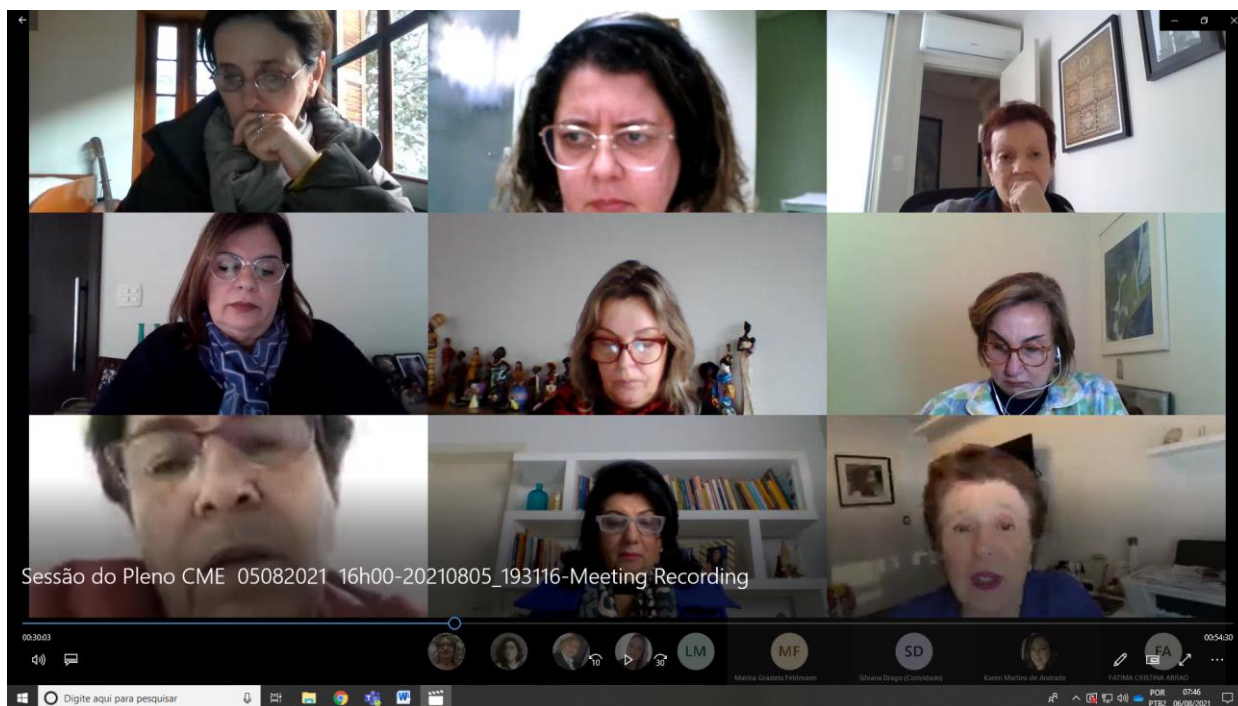 Sessão do Pleno CME 05082021 16h00-20210805_193116-Meeting Recording
00:30:03
00:54:30
10
30
LM
MF
SD
FA
Marina Graziela Feldmann
Silvana Drago (Convidado)
Karen Martins de Andrade
FATIMA CRISTINA ABRAO
Digite aqui para pesquisar
POR
PTB2
07:46
06/08/2021